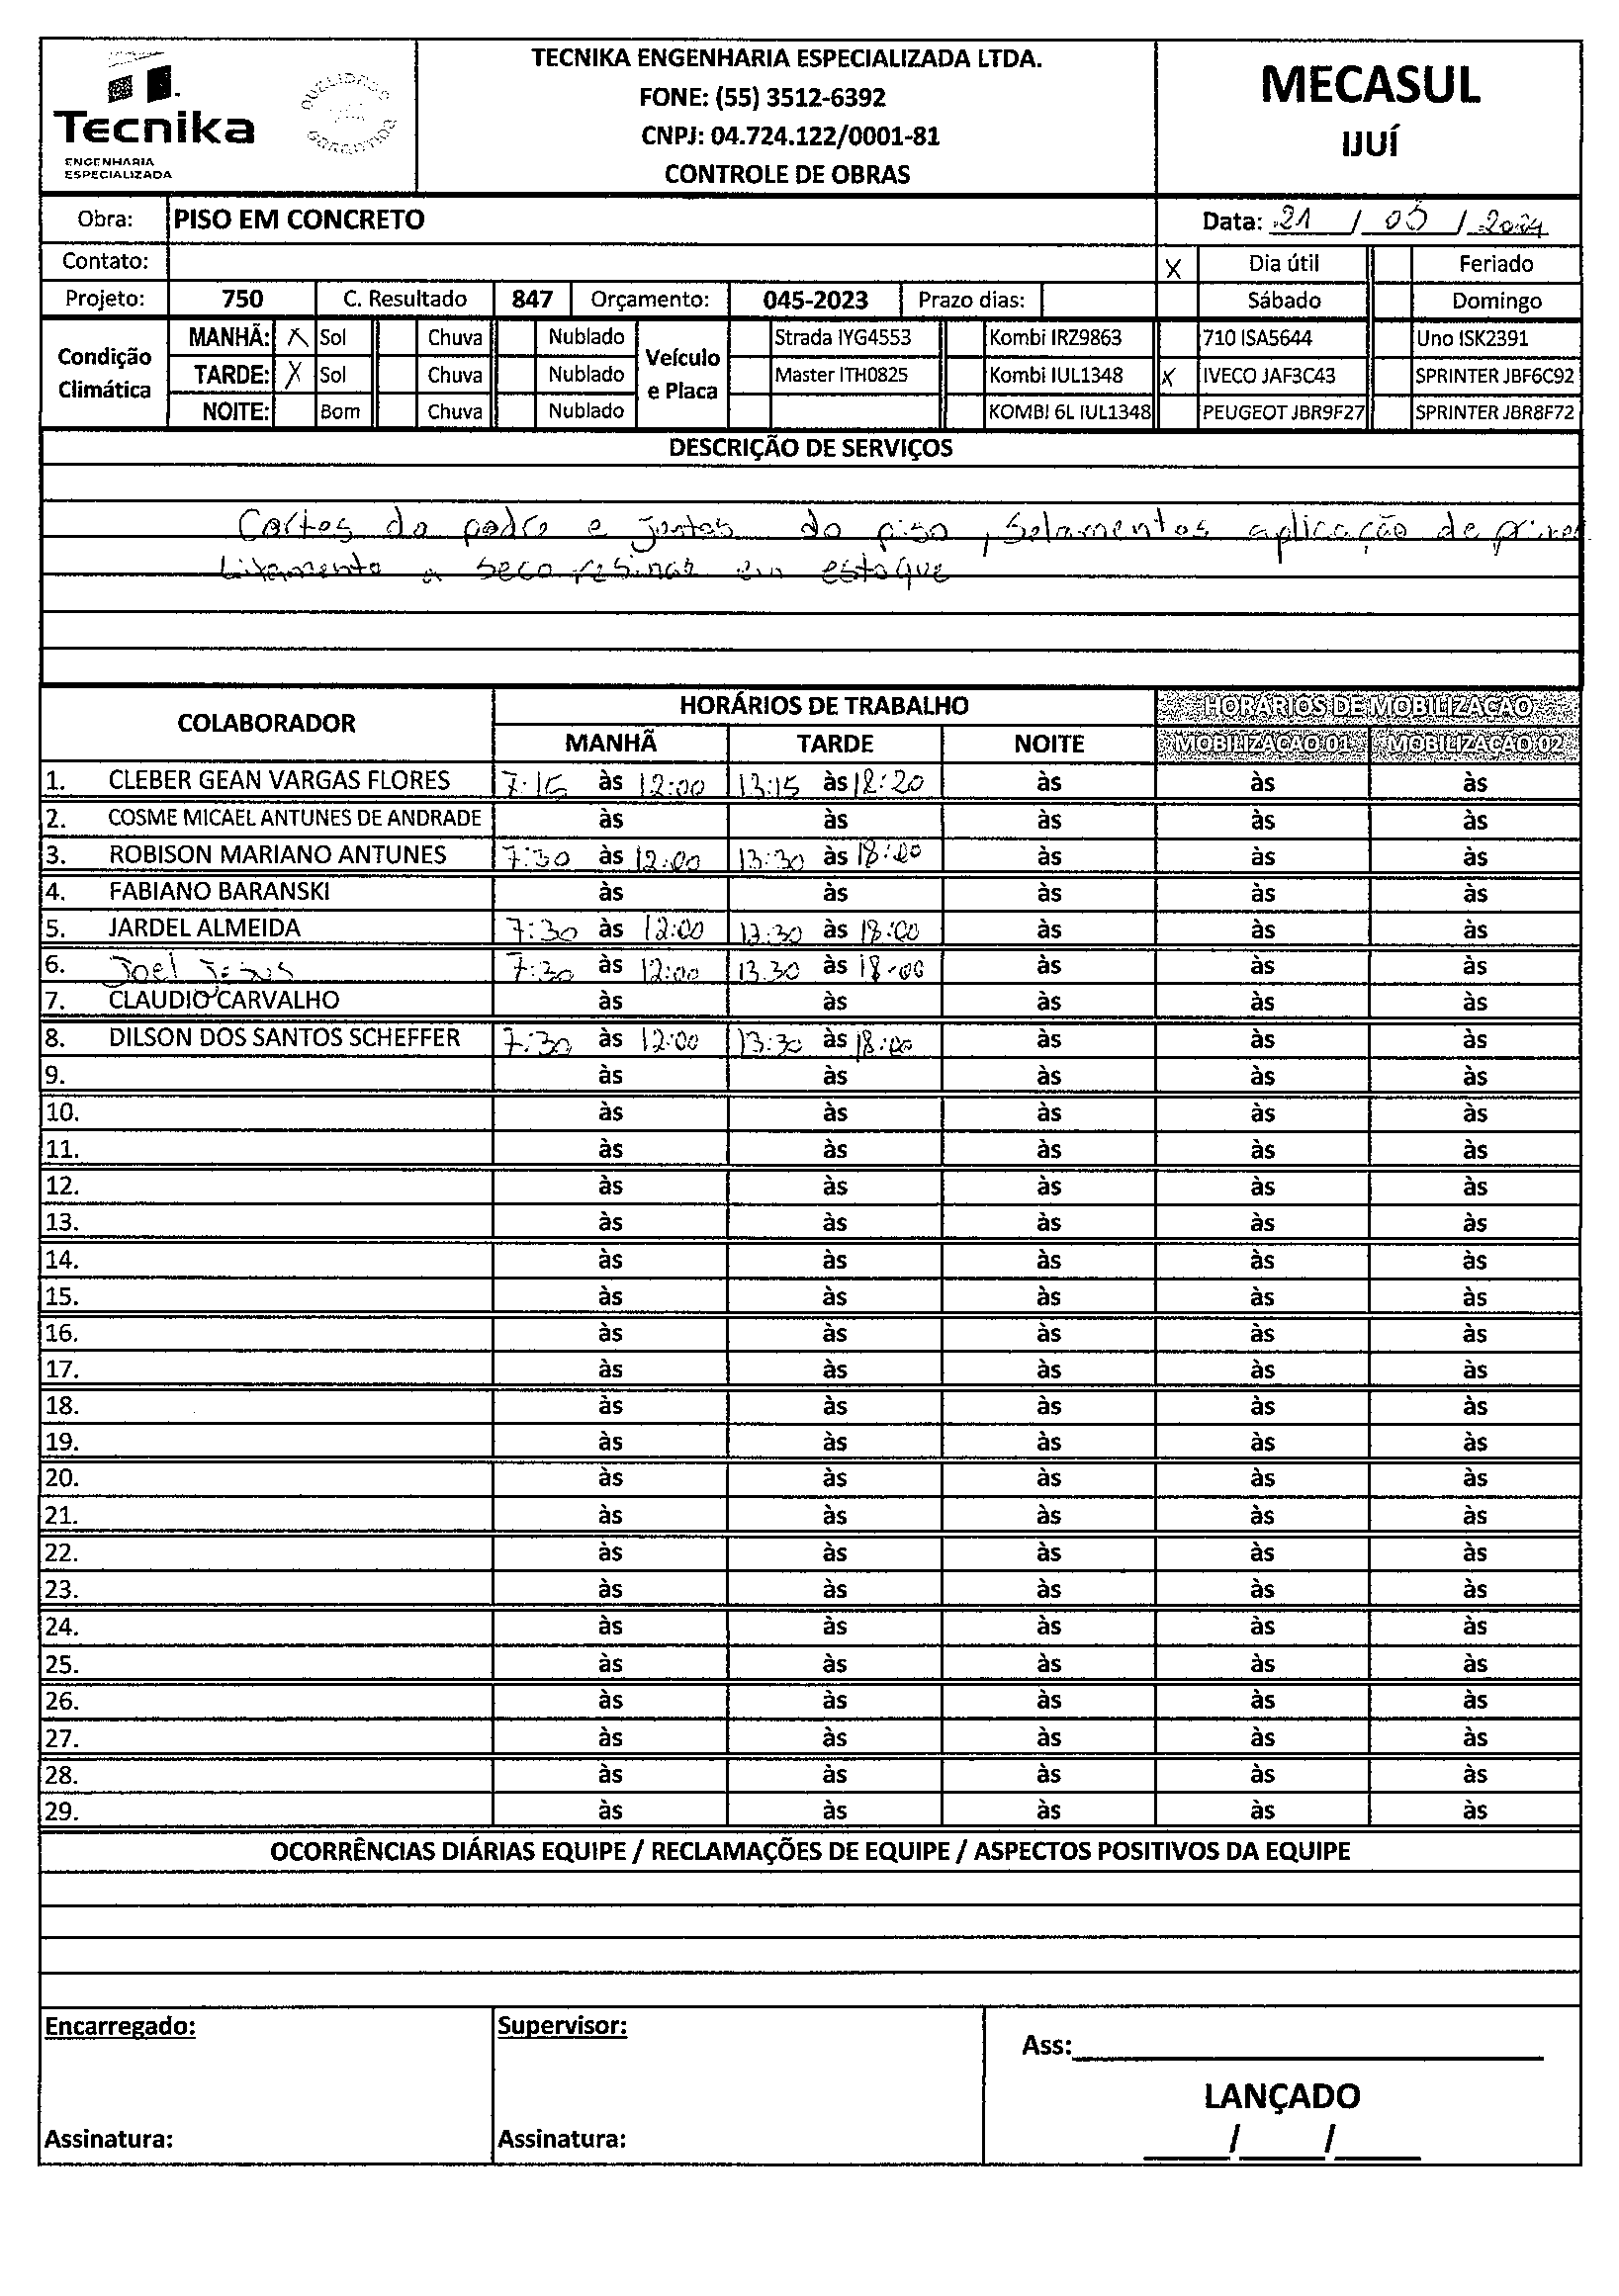 Tecnika
ENGENHARIA
ESPECIALIZADA
QUALIDADE
GARANTIDA
TECNIKA ENGENHARIA ESPECIALIZADA LTDA.
FONE: (55) 3512-6392
CNPJ: 04.724.122/0001-81
CONTROLE DE OBRAS
MECASUL
IJUÍ
Obra: PISO EM CONCRETO Data: 21 / 05 / 2024
Contato: X Dia útil Feriado
Projeto: 750 C. Resultado 847 Orçamento: 045-2023 Prazo dias: Sábado Domingo
Condição Climática
MANHÃ: X Sol Chuva Nublado
TARDE: X Sol Chuva Nublado
NOITE: Bom Chuva Nublado
Veículo e Placa
Strada IYG4553 Kombi IRZ9863 710 ISA5644 Uno ISK2391
Master ITH0825 Kombi IUL1348 X IVECO JAF3C43 SPRINTER JBF6C92
KOMBI 6L IUL1348 PEUGEOT JBR9F27 SPRINTER JBR8F72
DESCRIÇÃO DE SERVIÇOS
Cortes do padro e juntas do piso, Selamentos aplicação de
Lixamento a seco resinas em estoque
COLABORADOR HORÁRIOS DE TRABALHO HORÁRIOS DE MOBILIZAÇÃO
MANHÃ TARDE NOITE MOBILIZAÇÃO 01 MOBILIZAÇÃO 02
1. CLEBER GEAN VARGAS FLORES 7:15 às 12:00 13:15 às 18:20 às às às
2. COSME MICAEL ANTUNES DE ANDRADE às às às às às
3. ROBISON MARIANO ANTUNES 7:30 às 12:00 13:30 às 18:00 às às às
4. FABIANO BARANSKI às às às às às
5. JARDEL ALMEIDA 7:30 às 12:00 13:30 às 18:00 às às às
6. Joel Jesus 7:30 às 12:00 13:30 às 18:00 às às às
7. CLAUDIO CARVALHO às às às às às
8. DILSON DOS SANTOS SCHEFFER 7:30 às 12:00 13:30 às 18:00 às às às
9. às às às às às
10. às às às às às
11. às às às às às
12. às às às às às
13. às às às às às
14. às às às às às
15. às às às às às
16. às às às às às
17. às às às às às
18. às às às às às
19. às às às às às
20. às às às às às
21. às às às às às
22. às às às às às
23. às às às às às
24. às às às às às
25. às às às às às
26. às às às às às
27. às às às às às
28. às às às às às
29. às às às às às
OCORRÊNCIAS DIÁRIAS EQUIPE / RECLAMAÇÕES DE EQUIPE / ASPECTOS POSITIVOS DA EQUIPE
Encarregado: Supervisor: Ass:
LANÇADO
Assinatura: Assinatura: / /